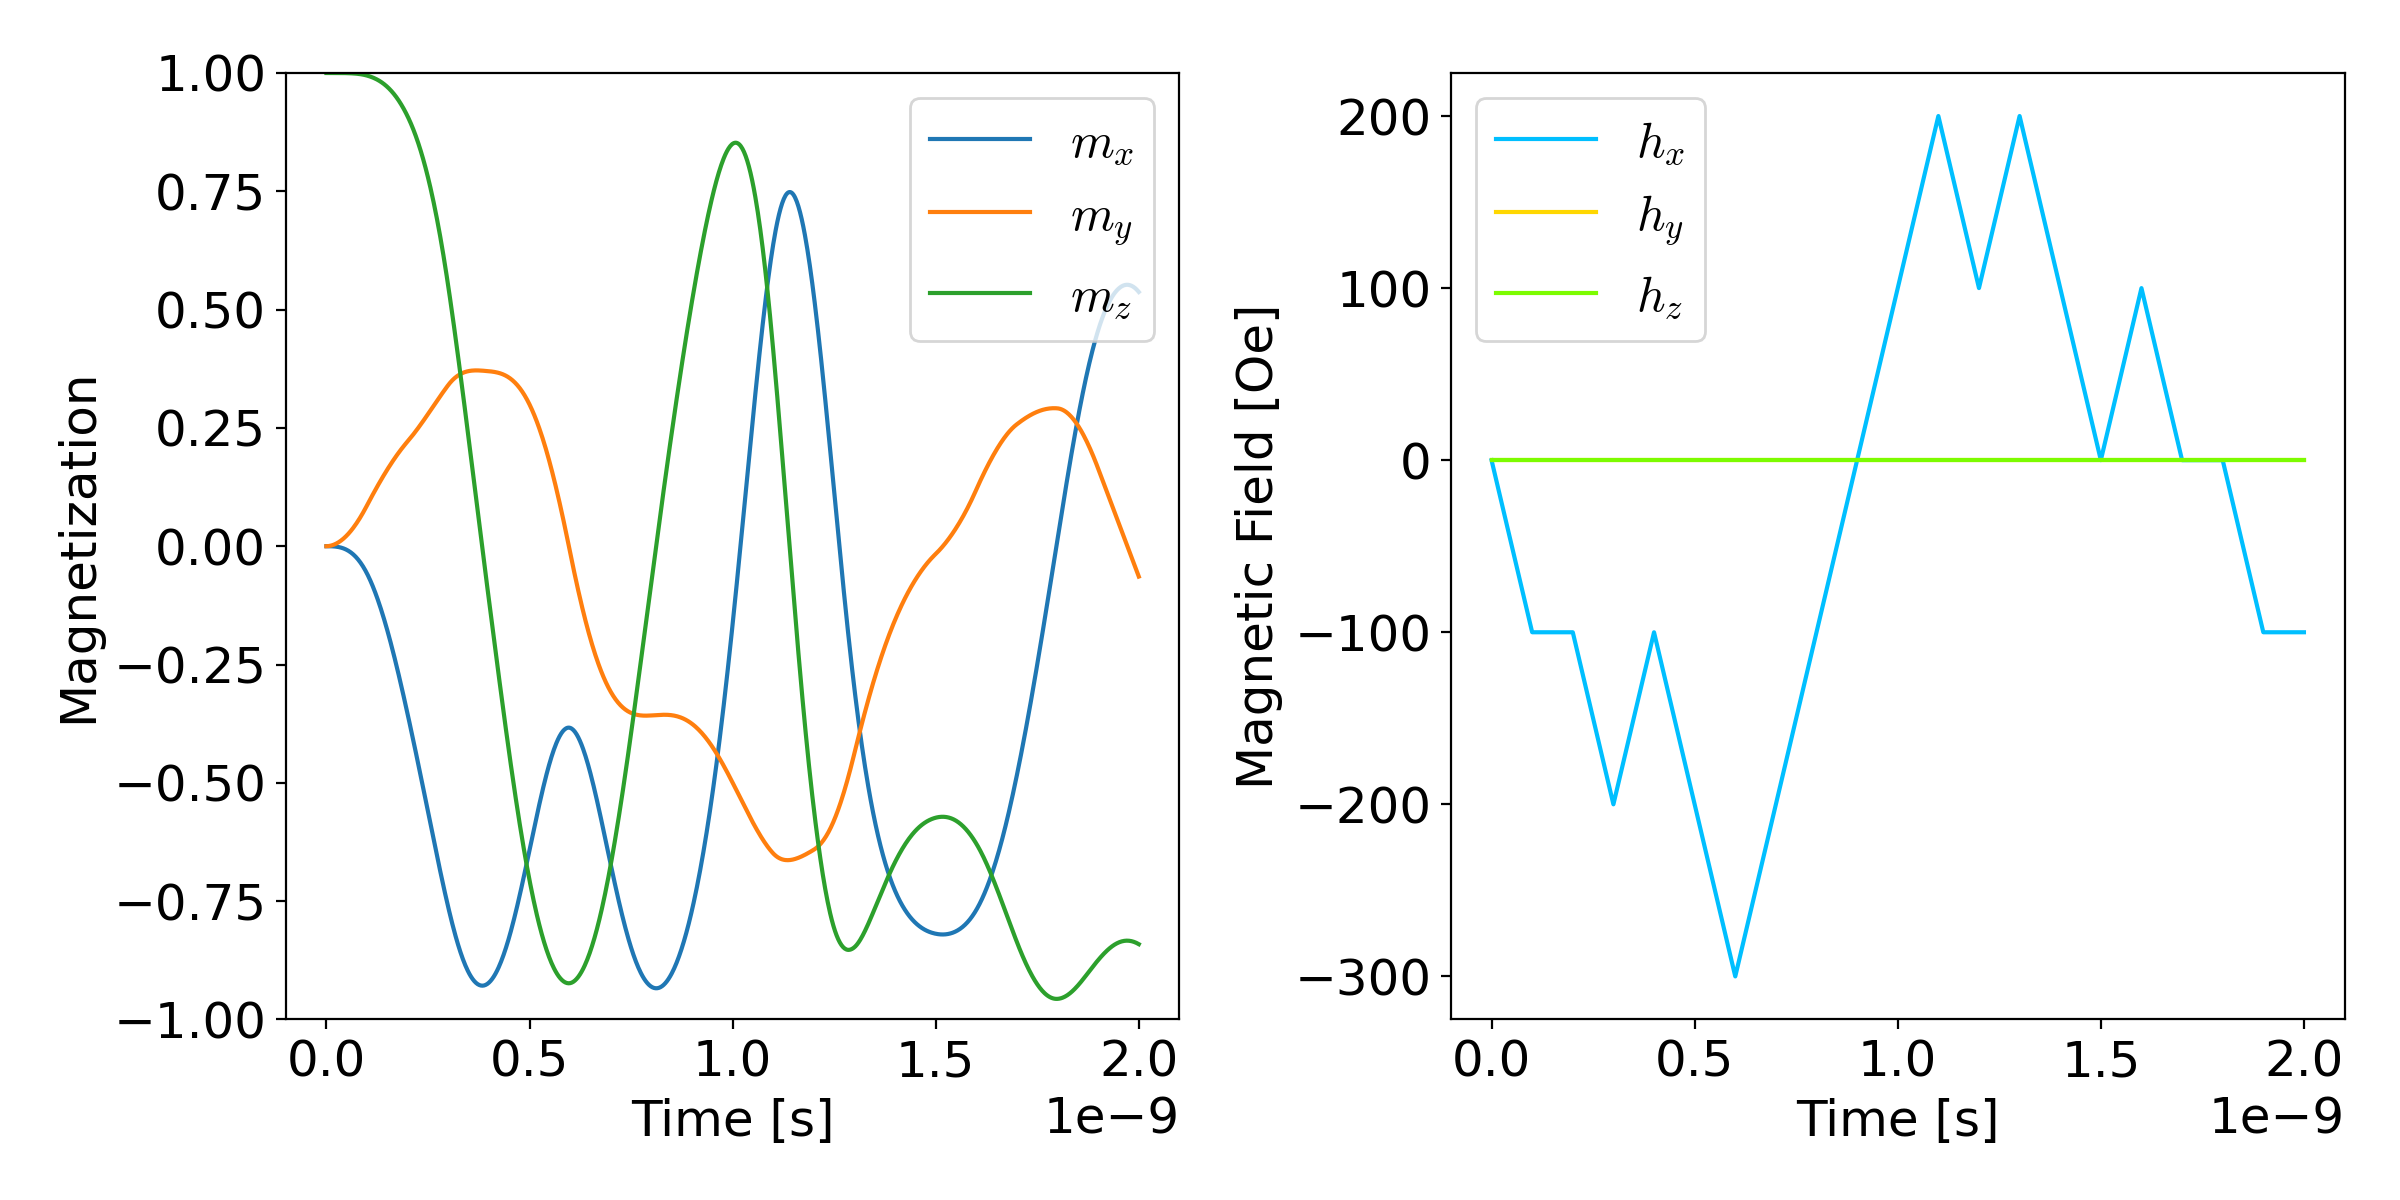 Magnetization
1.00
0.75
0.50
0.25
0.00
−0.25
−0.50
−0.75
−1.00
m_x
m_y
m_z
0.0 0.5 1.0 1.5 2.0
Time [s]
1e−9
Magnetic Field [Oe]
200
100
0
−100
−200
−300
h_x
h_y
h_z
0.0 0.5 1.0 1.5 2.0
Time [s]
1e−9